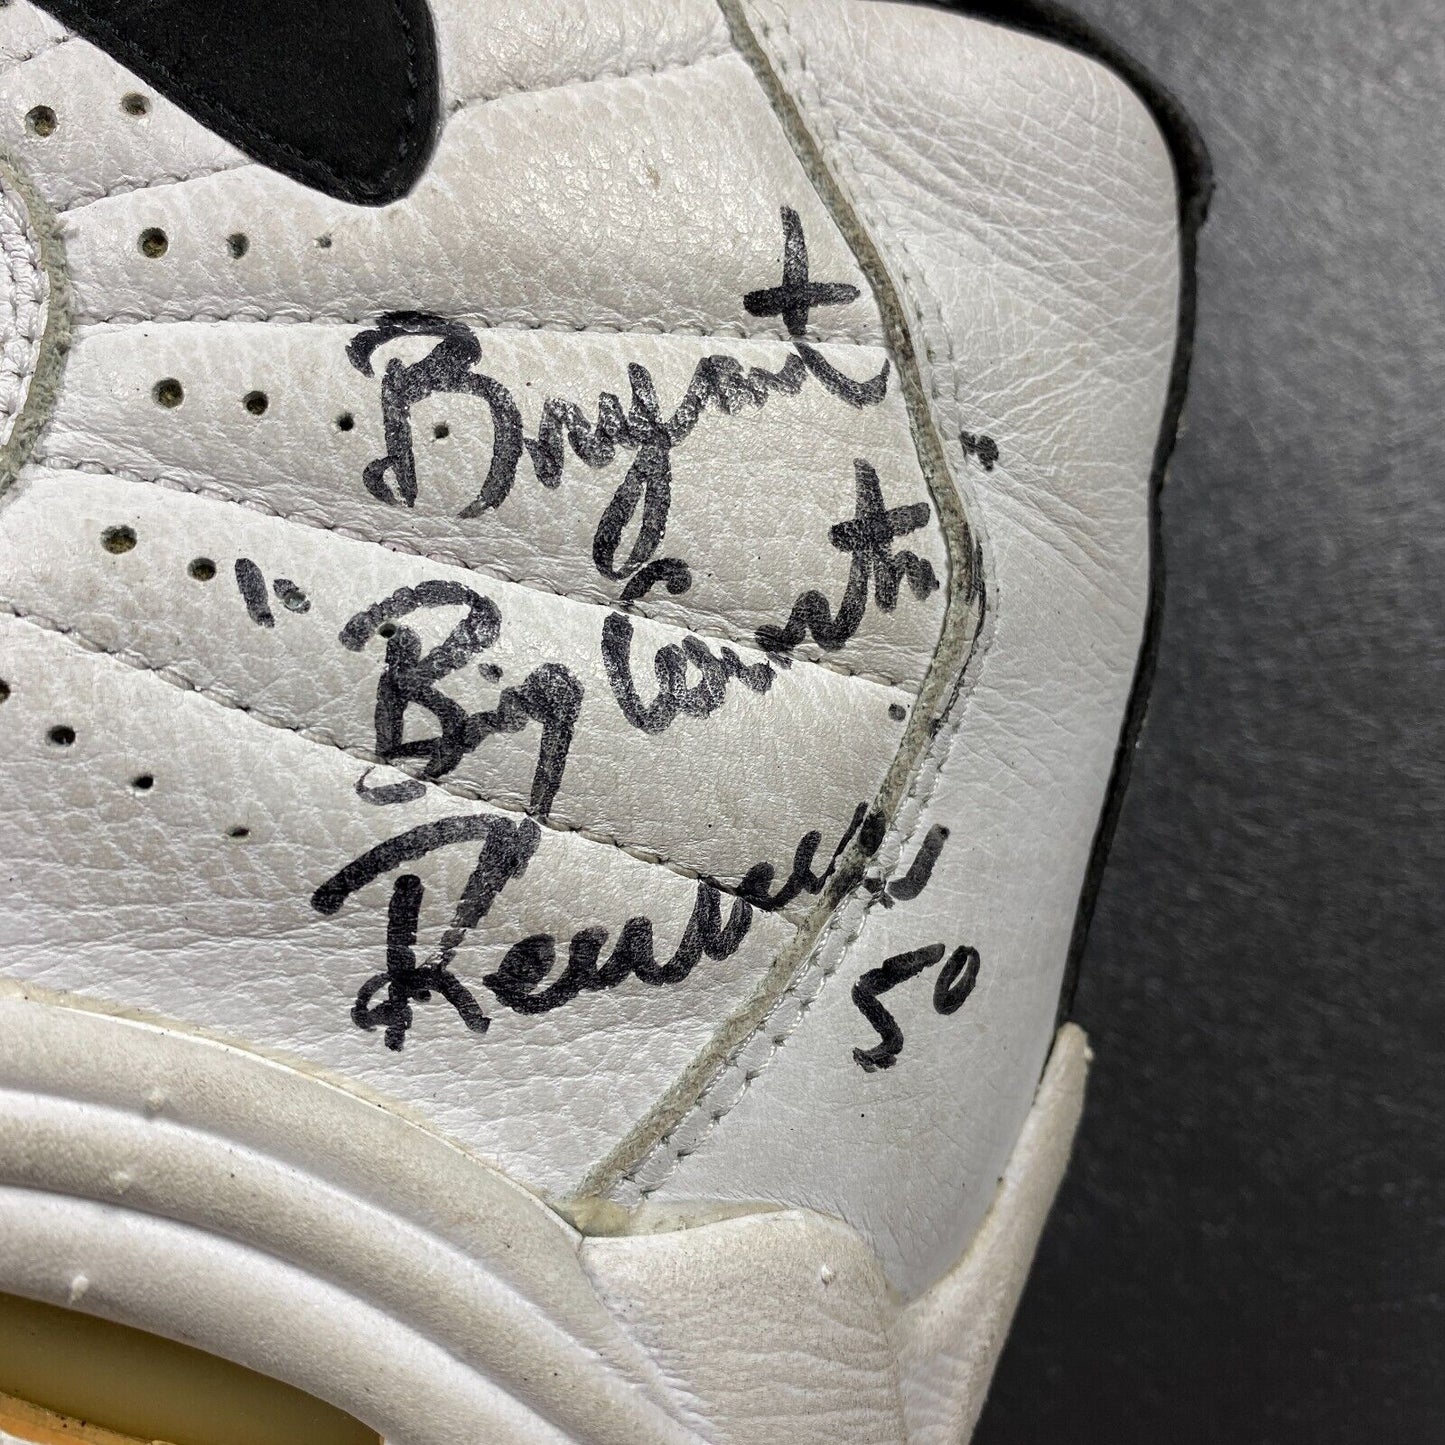 Bryant
"Big Country"
Reeves
50